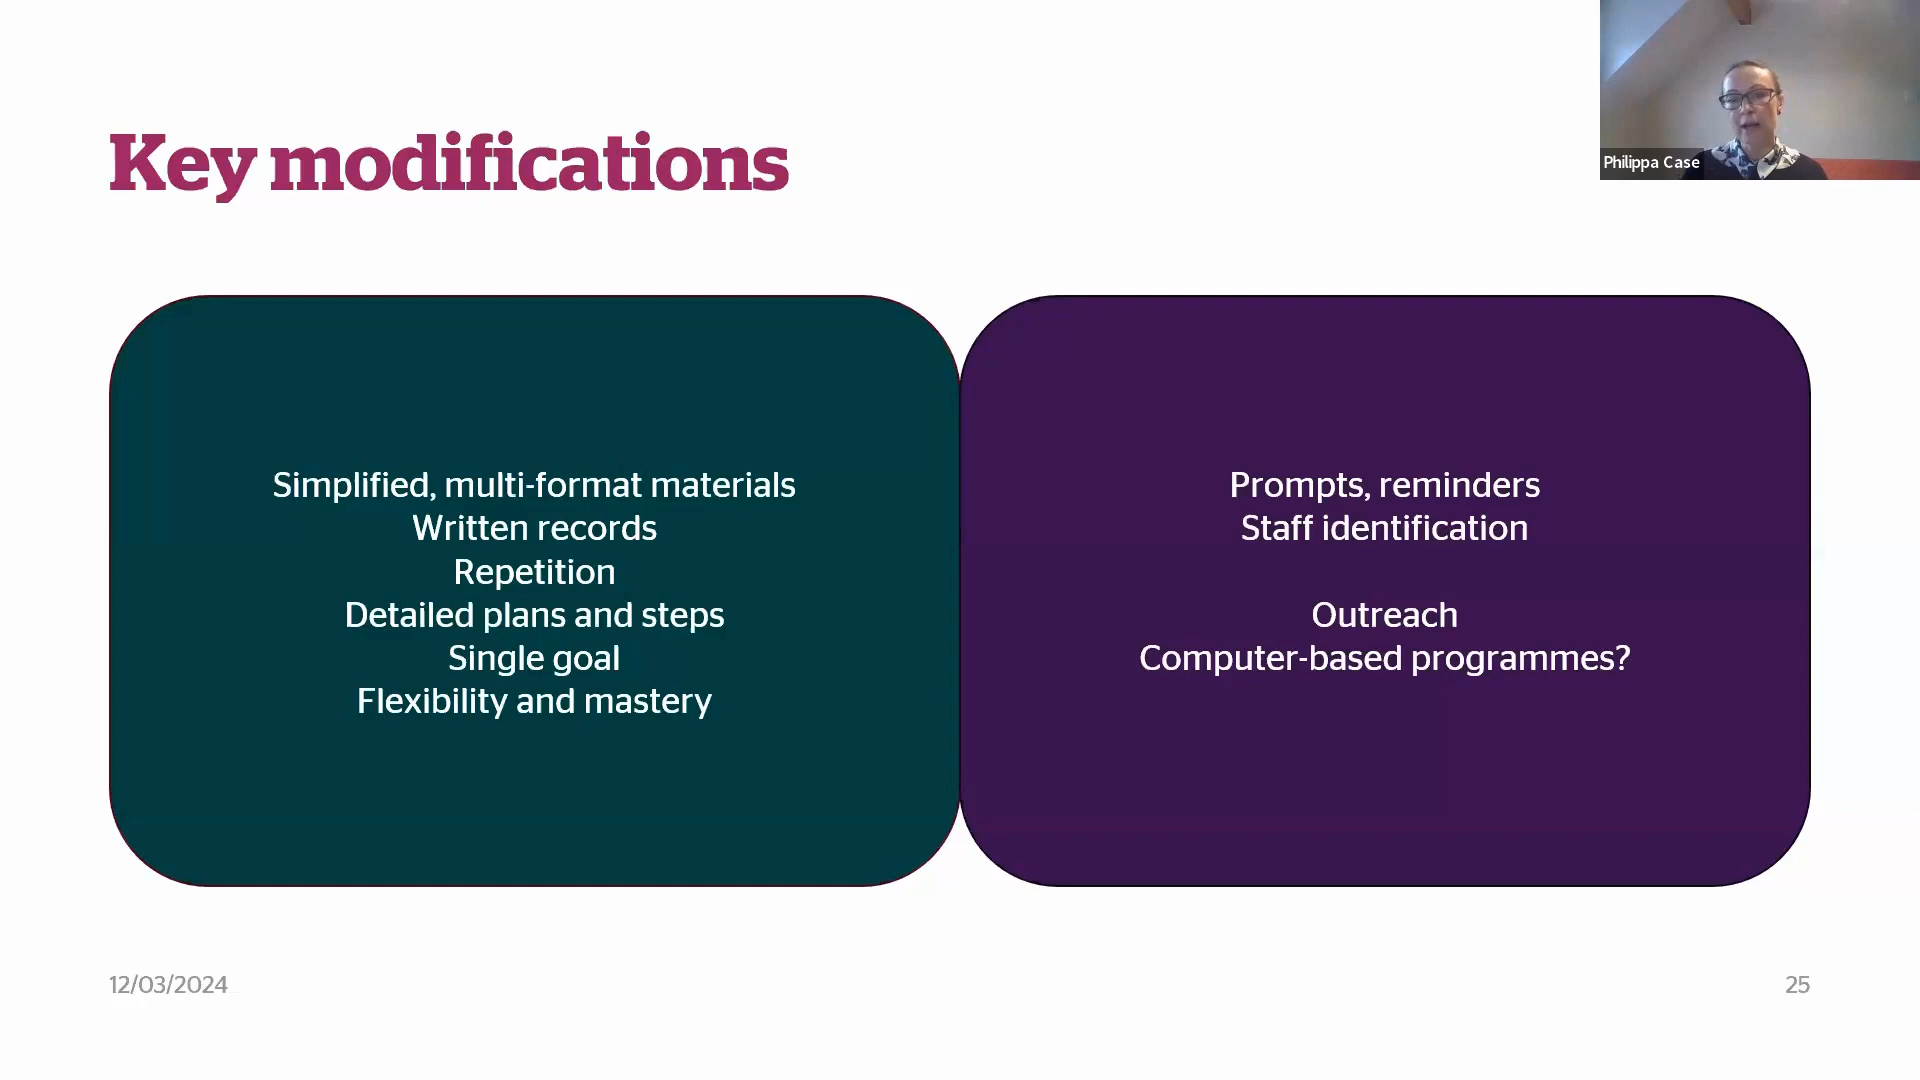 Key modifications
Philippa Case
Simplified, multi-format materials
Written records
Repetition
Detailed plans and steps
Single goal
Flexibility and mastery
Prompts, reminders
Staff identification
Outreach
Computer-based programmes?
12/03/2024
25